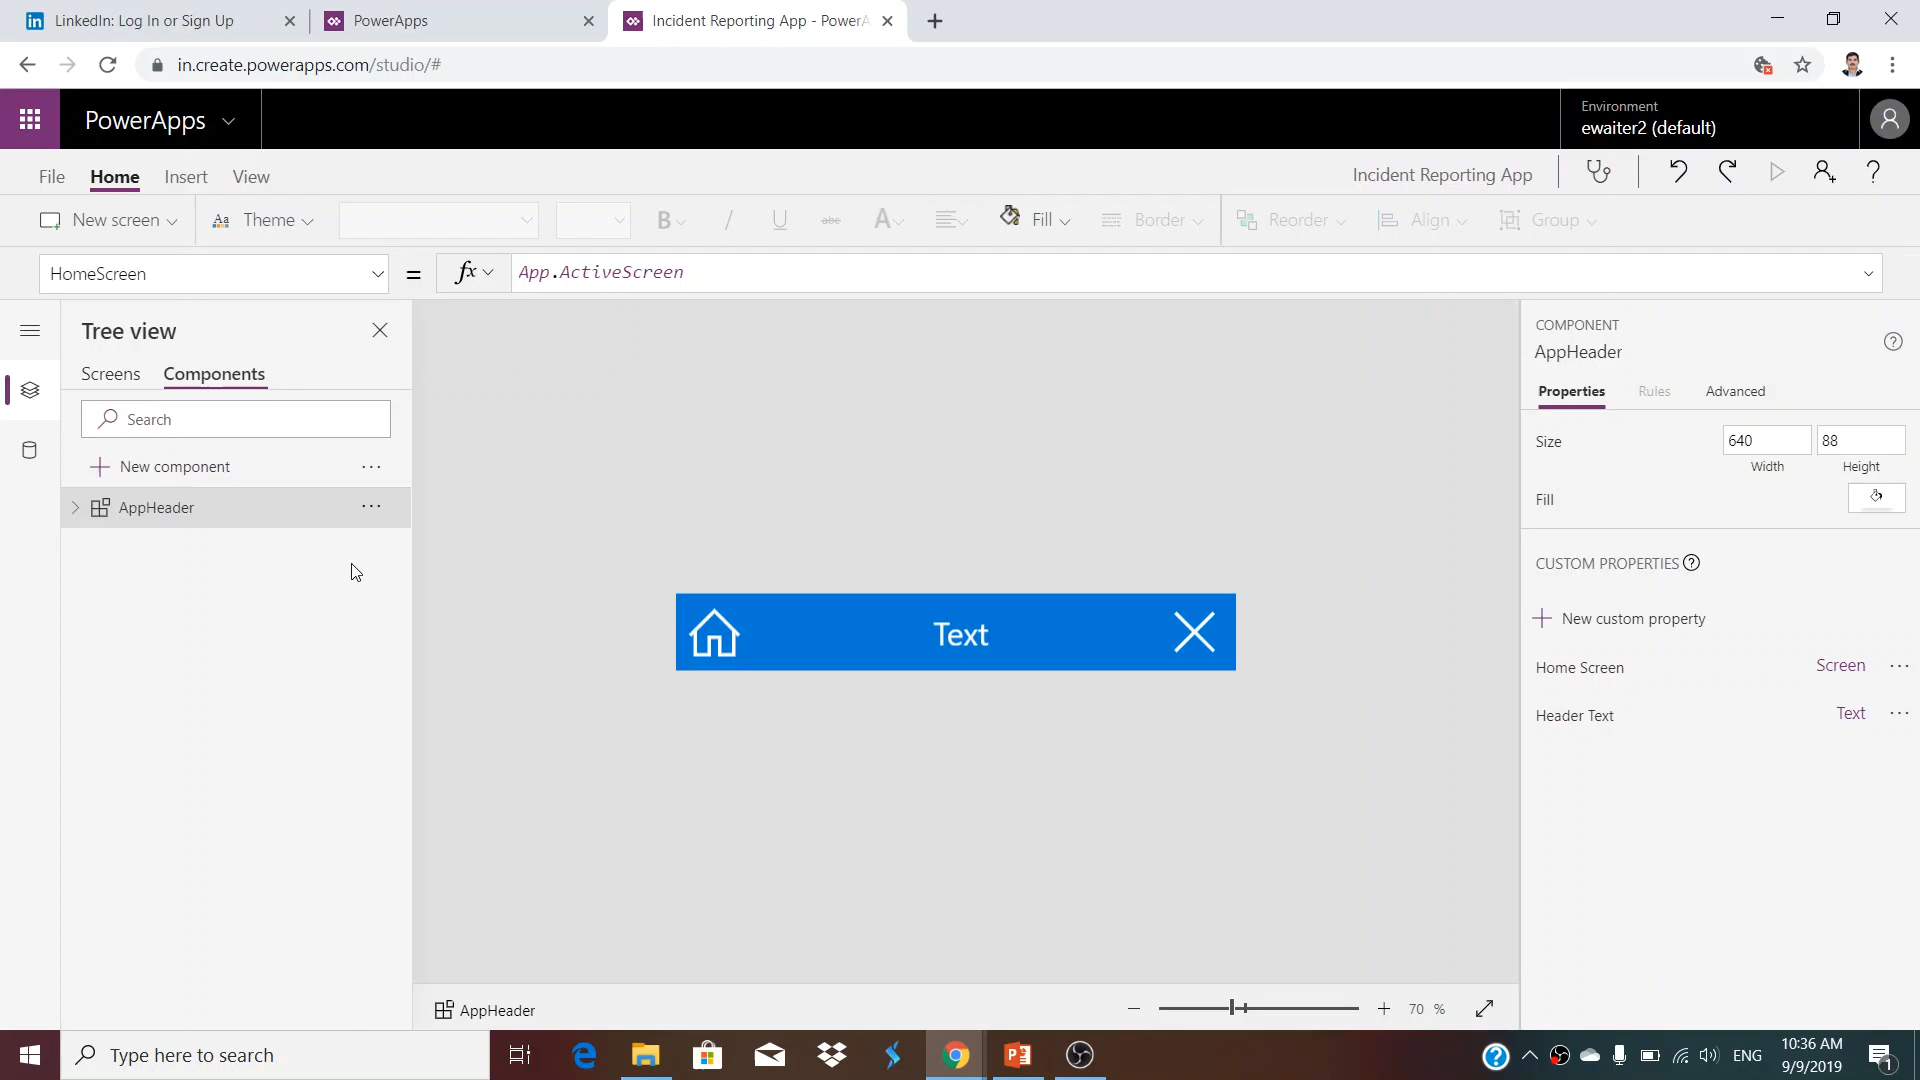 LinkedIn: Log In or Sign Up
PowerApps
Incident Reporting App - PowerA
in.create.powerapps.com/studio/#
PowerApps
Environment
ewaiter2 (default)
File
Home
Insert
View
Incident Reporting App
New screen
Theme
B
/
U
abc
A
Fill
Border
Reorder
Align
Group
HomeScreen
=
fx
App.ActiveScreen
Tree view
Screens
Components
Search
New component
AppHeader
Text
COMPONENT
AppHeader
Properties
Rules
Advanced
Size
640
88
Width
Height
Fill
CUSTOM PROPERTIES
New custom property
Home Screen
Screen
Header Text
Text
AppHeader
70 %
Type here to search
ENG
10:36 AM
9/9/2019
1